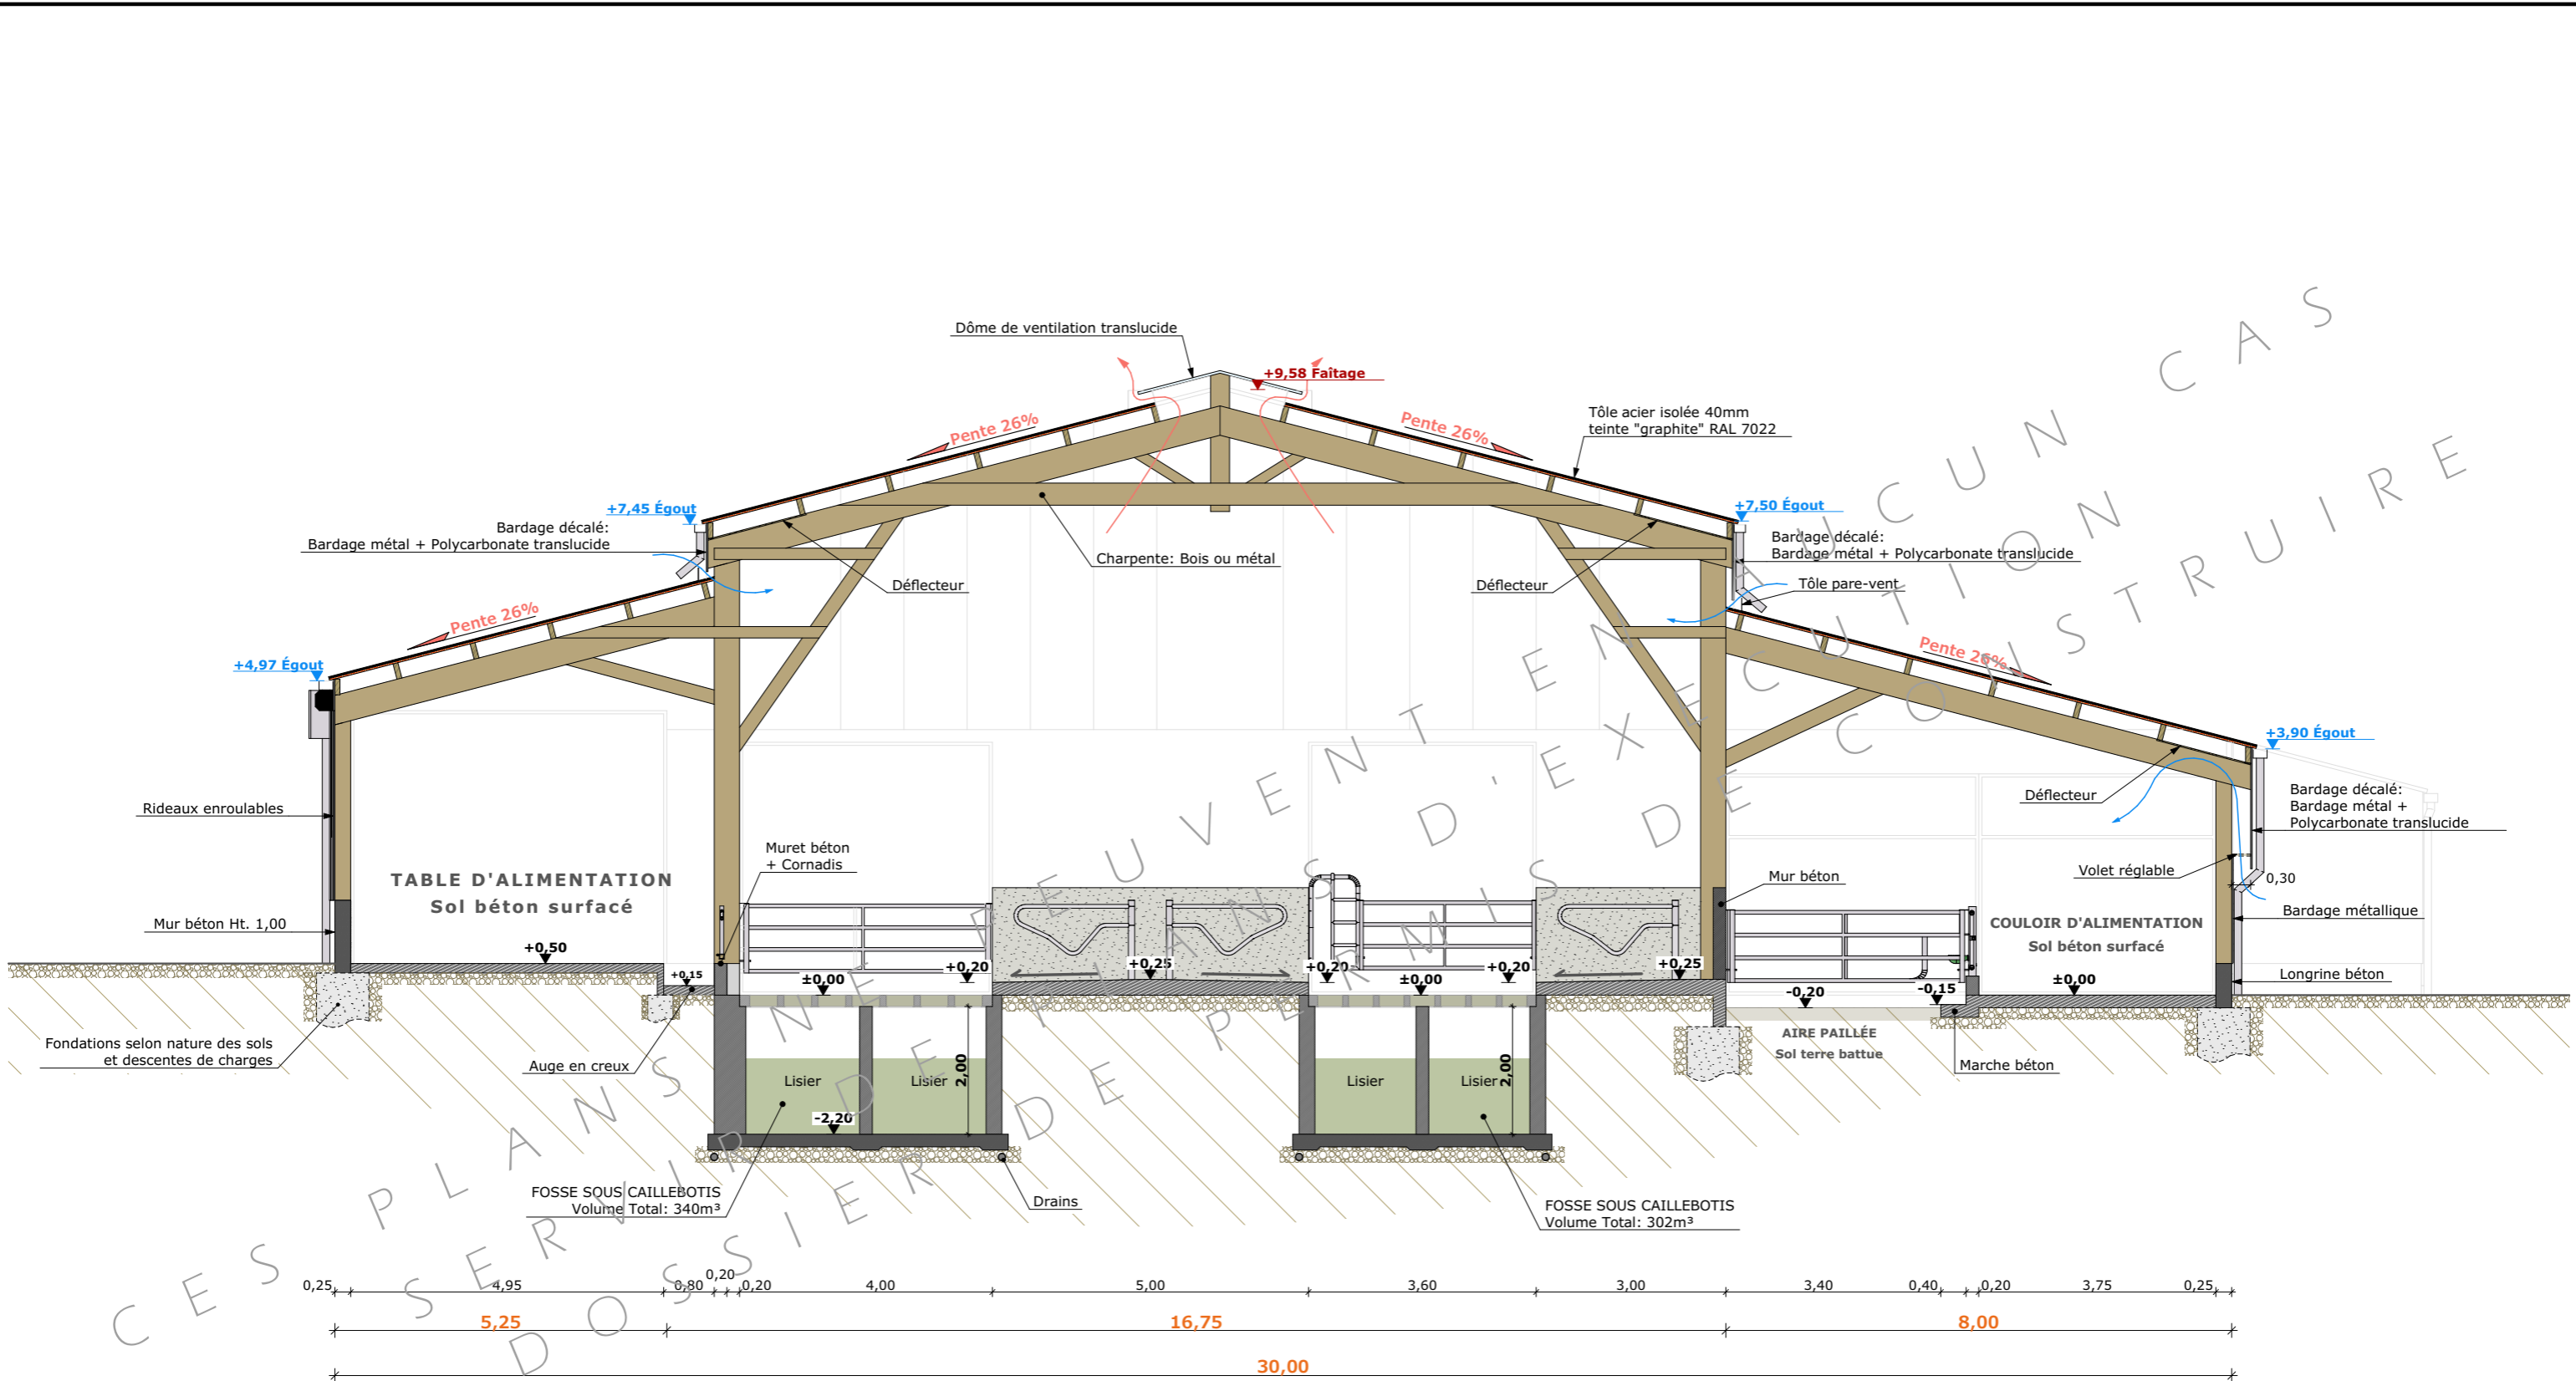 Dôme de ventilation translucide
+9,58 Faîtage
Pente 26%
Pente 26%
Tôle acier isolée 40mm
teinte "graphite" RAL 7022
+7,45 Égout
Bardage décalé:
Bardage métal + Polycarbonate translucide
+7,50 Égout
Bardage décalé:
Bardage métal + Polycarbonate translucide
Charpente: Bois ou métal
Déflecteur
Déflecteur
Tôle pare-vent
Pente 26%
Pente 26%
+4,97 Égout
+3,90 Égout
Rideaux enroulables
Déflecteur
Bardage décalé:
Bardage métal +
Polycarbonate translucide
Muret béton
+ Cornadis
TABLE D'ALIMENTATION
Sol béton surfacé
Mur béton
Volet réglable
0,30
Mur béton Ht. 1,00
COULOIR D'ALIMENTATION
Sol béton surfacé
Bardage métallique
+0,50
+0,15
±0,00
+0,20
+0,25
+0,20
±0,00
+0,20
+0,25
-0,20
-0,15
±0,00
Longrine béton
Fondations selon nature des sols
et descentes de charges
Auge en creux
AIRE PAILLÉE
Sol terre battue
Marche béton
Lisier
Lisier
2,00
-2,20
Lisier
Lisier
2,00
FOSSE SOUS CAILLEBOTIS
Volume Total: 340m³
Drains
FOSSE SOUS CAILLEBOTIS
Volume Total: 302m³
0,25
4,95
0,80
0,20
0,20
4,00
5,00
3,60
3,00
3,40
0,40
0,20
3,75
0,25
5,25
16,75
8,00
30,00
CES PLANS NE PEUVENT EN AUCUN CAS
SERVIR DE PLANS D'EXECUTION
DOSSIER DE PERMIS DE CONSTRUIRE